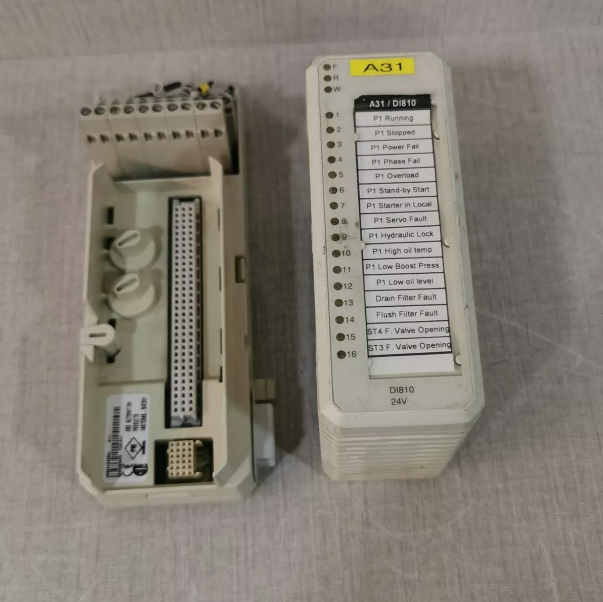 F
R
W
A31
A31 / DI810
1 P1 Running
2 P1 Stopped
3 P1 Power Fail
4 P1 Phase Fail
5 P1 Overload
6 P1 Stand-by Start
7 P1 Starter in Local
8 P1 Servo Fault
9 P1 Hydraulic Lock
10 P1 High oil temp
11 P1 Low Boost Press.
12 P1 Low oil level
13 Drain Filter Fault
14 Flush Filter Fault
15 ST4 F. Valve Opening
16 ST3 F. Valve Opening
DI810
24V